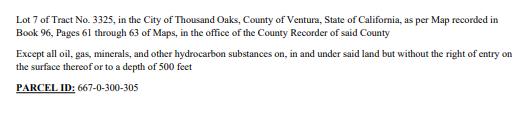 Lot 7 of Tract No. 3325, in the City of Thousand Oaks, County of Ventura, State of California, as per Map recorded in
Book 96, Pages 61 through 63 of Maps, in the office of the County Recorder of said County
Except all oil, gas, minerals, and other hydrocarbon substances on, in and under said land but without the right of entry on
the surface thereof or to a depth of 500 feet
PARCEL ID: 667-0-300-305